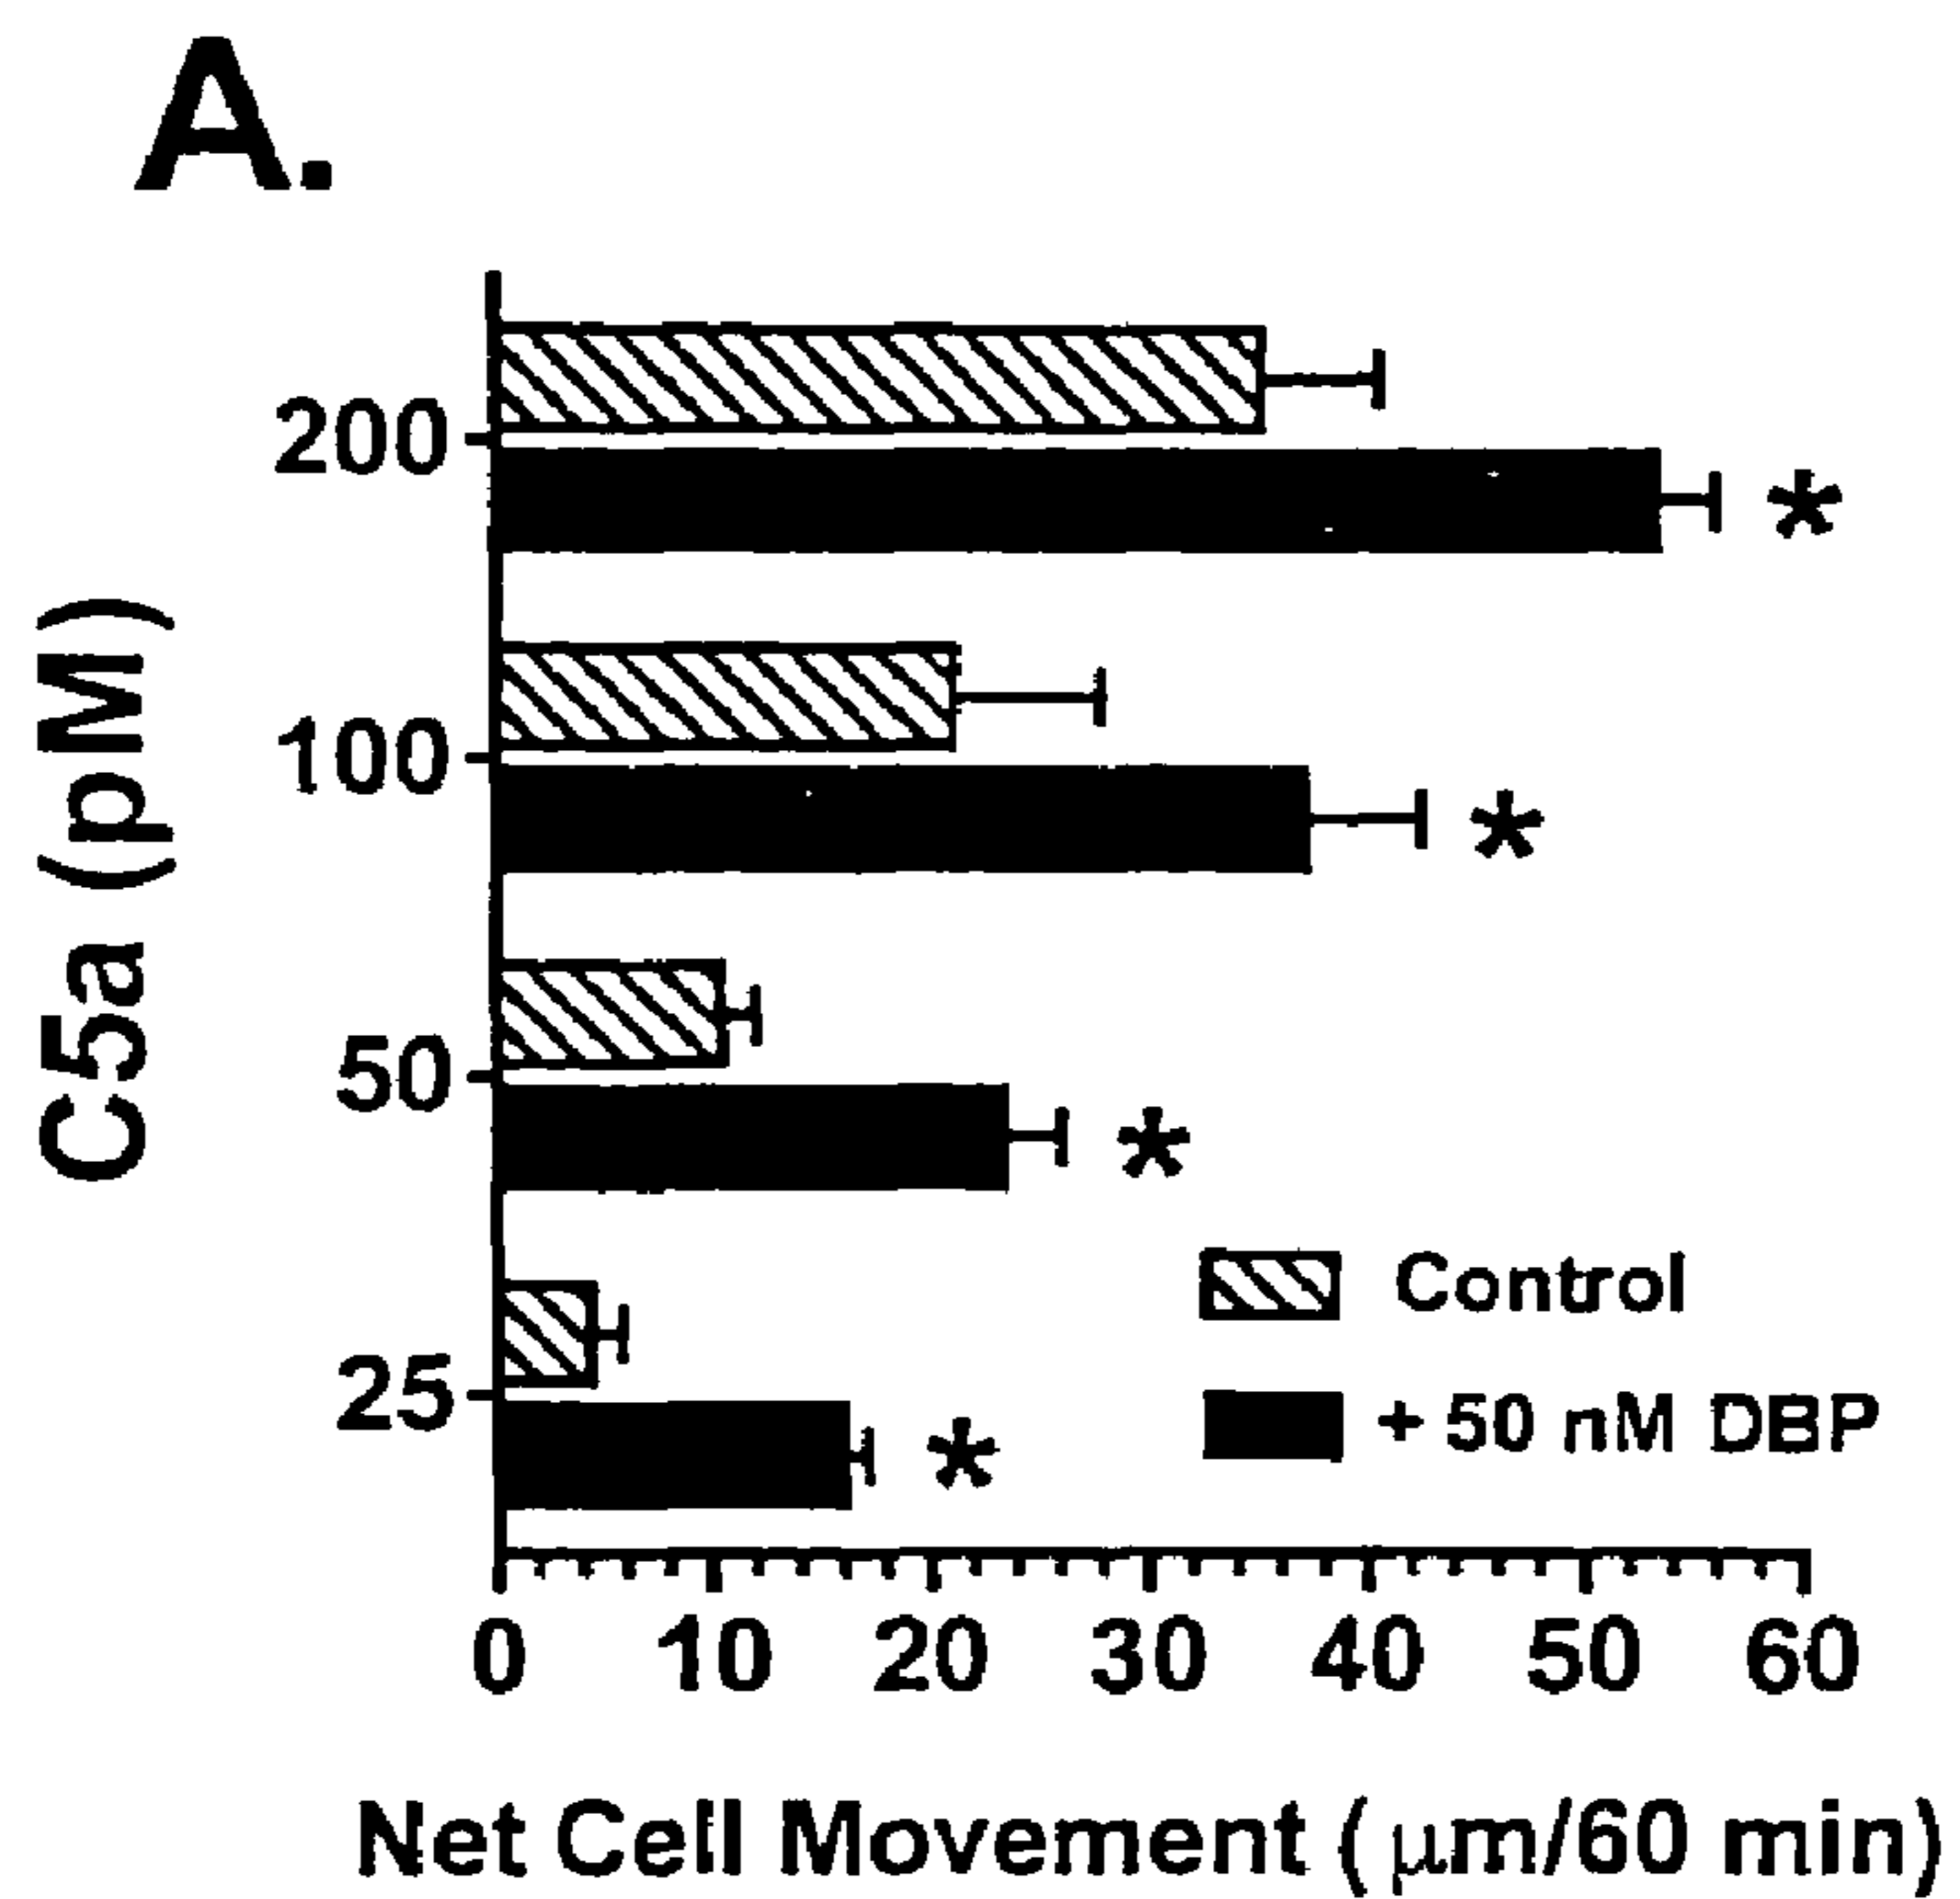 A.
200
*
100
*
50
*
25
*
C5a (pM)
Control
+ 50 nM DBP
0 10 20 30 40 50 60
Net Cell Movement (μm/60 min)